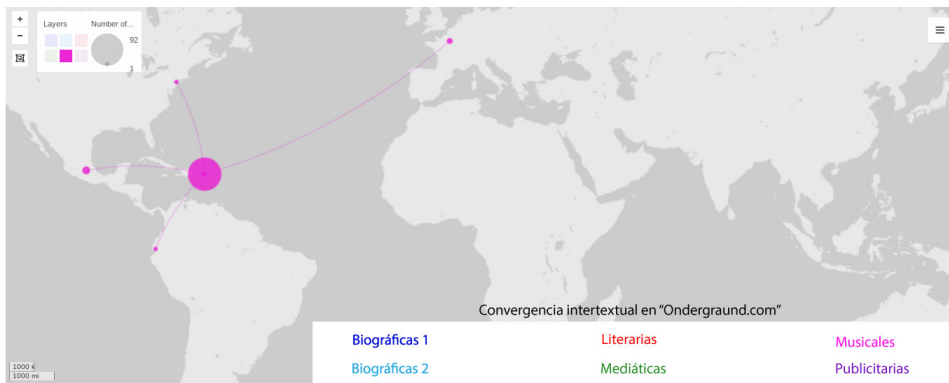 +
−
Layers
Number of...
92
1
≡
Convergencia intertextual en “Ondergraund.com”
Biográficas 1
Literarias
Musicales
Biográficas 2
Mediáticas
Publicitarias
1000 k
1000 mi